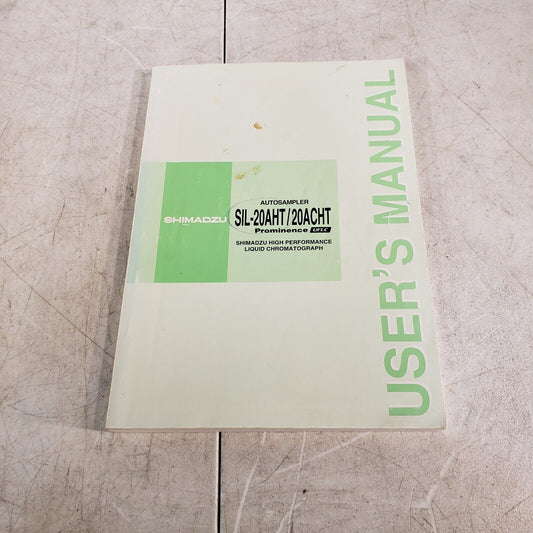 SHIMADZU
AUTOSAMPLER
SIL-20AHT/20ACHT
Prominence UFLC
SHIMADZU HIGH PERFORMANCE
LIQUID CHROMATOGRAPH
USER'S MANUAL